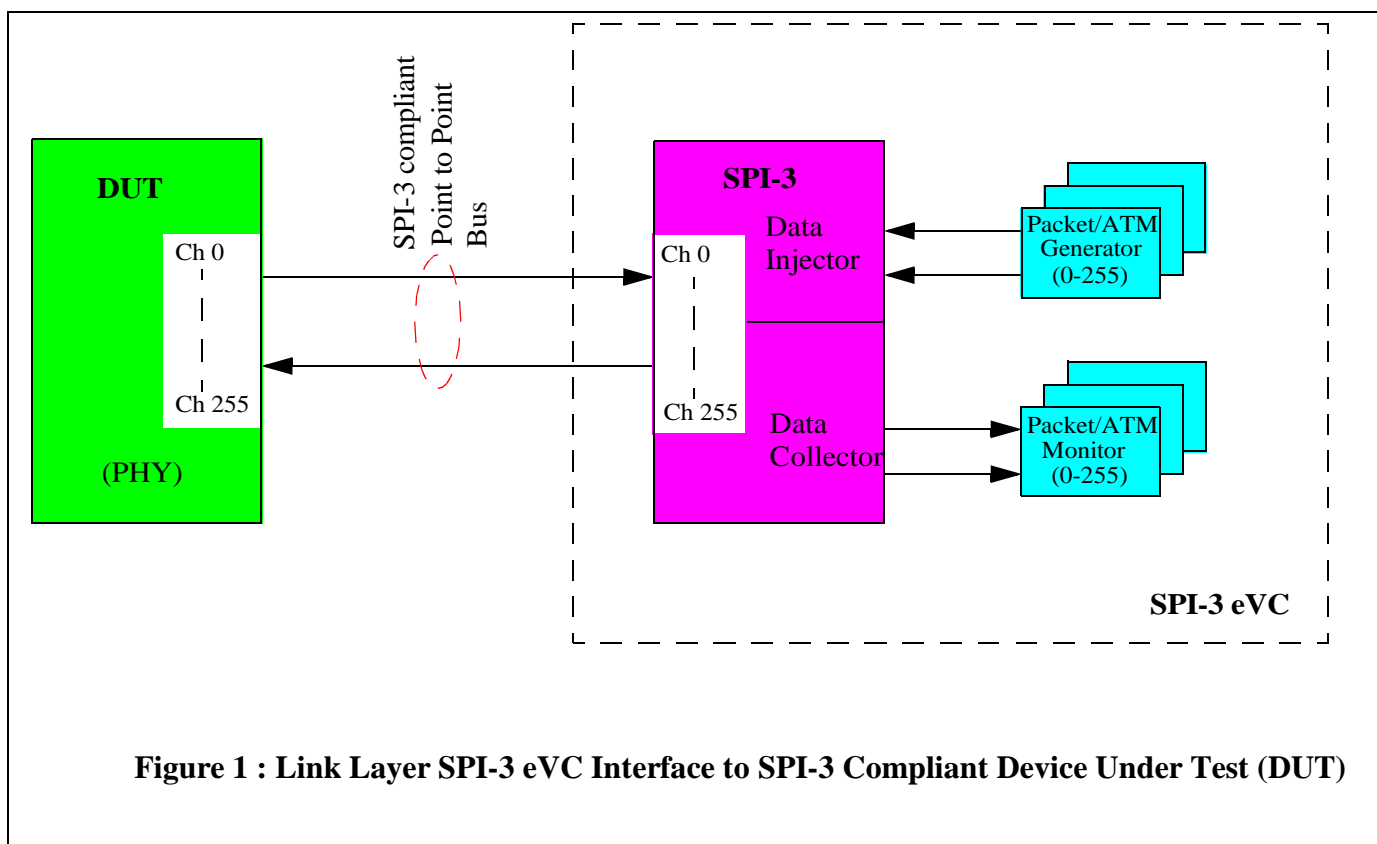 DUT
Ch 0
Ch 255
(PHY)
SPI-3 compliant
Point to Point
Bus
SPI-3
Data
Injector
Ch 0
Ch 255
Data
Collector
Packet/ATM
Generator
(0-255)
Packet/ATM
Monitor
(0-255)
SPI-3 eVC
Figure 1 : Link Layer SPI-3 eVC Interface to SPI-3 Compliant Device Under Test (DUT)